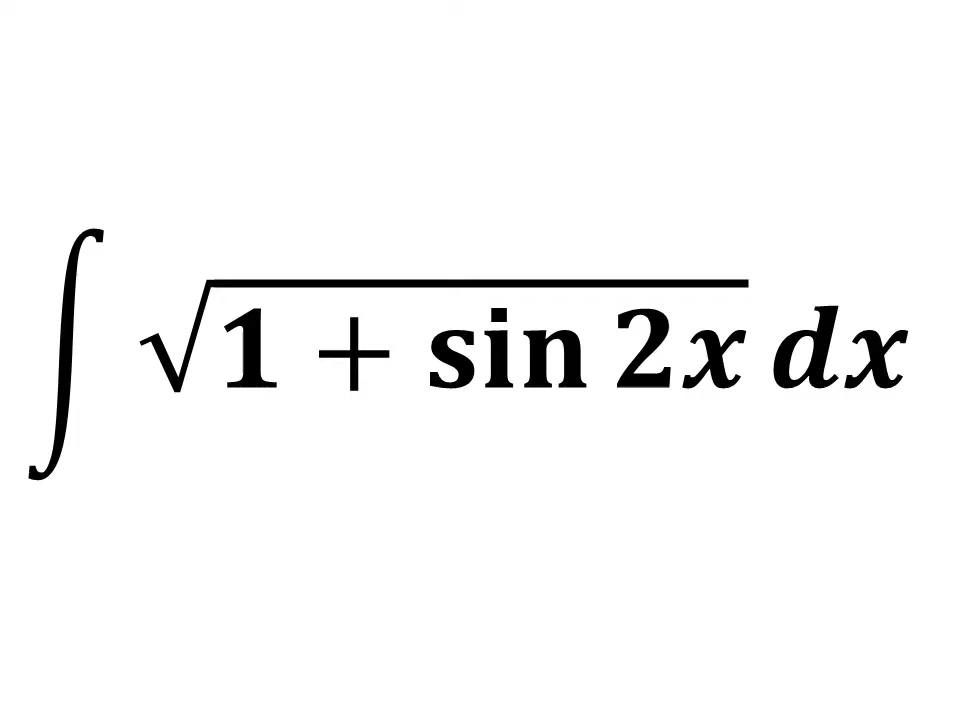 ∫ √(1 + sin 2x) dx